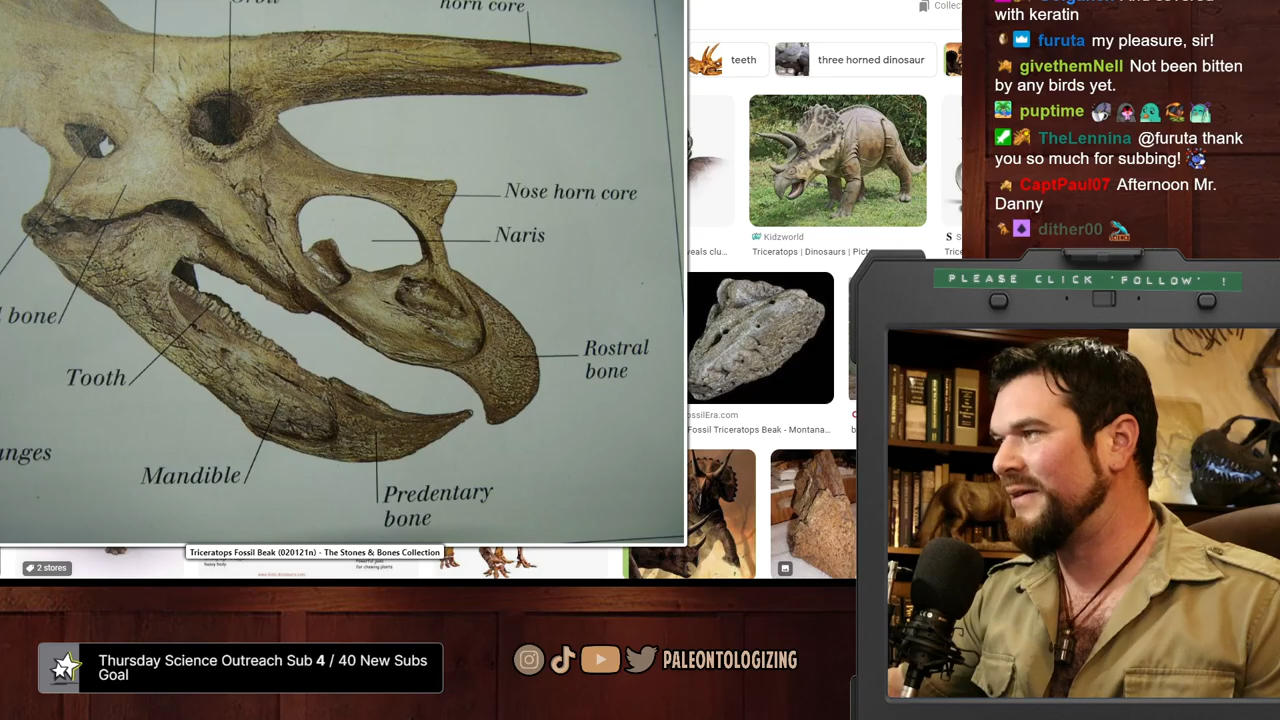 horn core
Nose horn core
Naris
Rostral
bone
bone
Tooth
Mandible
Predentary
bone
Triceratops Fossil Beak (020121n) - The Stones & Bones Collection
2 stores
teeth
three horned dinosaur
Kidzworld
Triceratops | Dinosaurs | Pict
Fossil Triceratops Beak - Montana...
with keratin
furuta my pleasure, sir!
givethemNell Not been bitten
by any birds yet.
puptime
TheLennina @furuta thank
you so much for subbing!
CaptPaul07 Afternoon Mr.
Danny
dither00
PLEASE CLICK 'FOLLOW' !
Thursday Science Outreach Sub 4 / 40 New Subs
Goal
PALEONTOLOGIZING